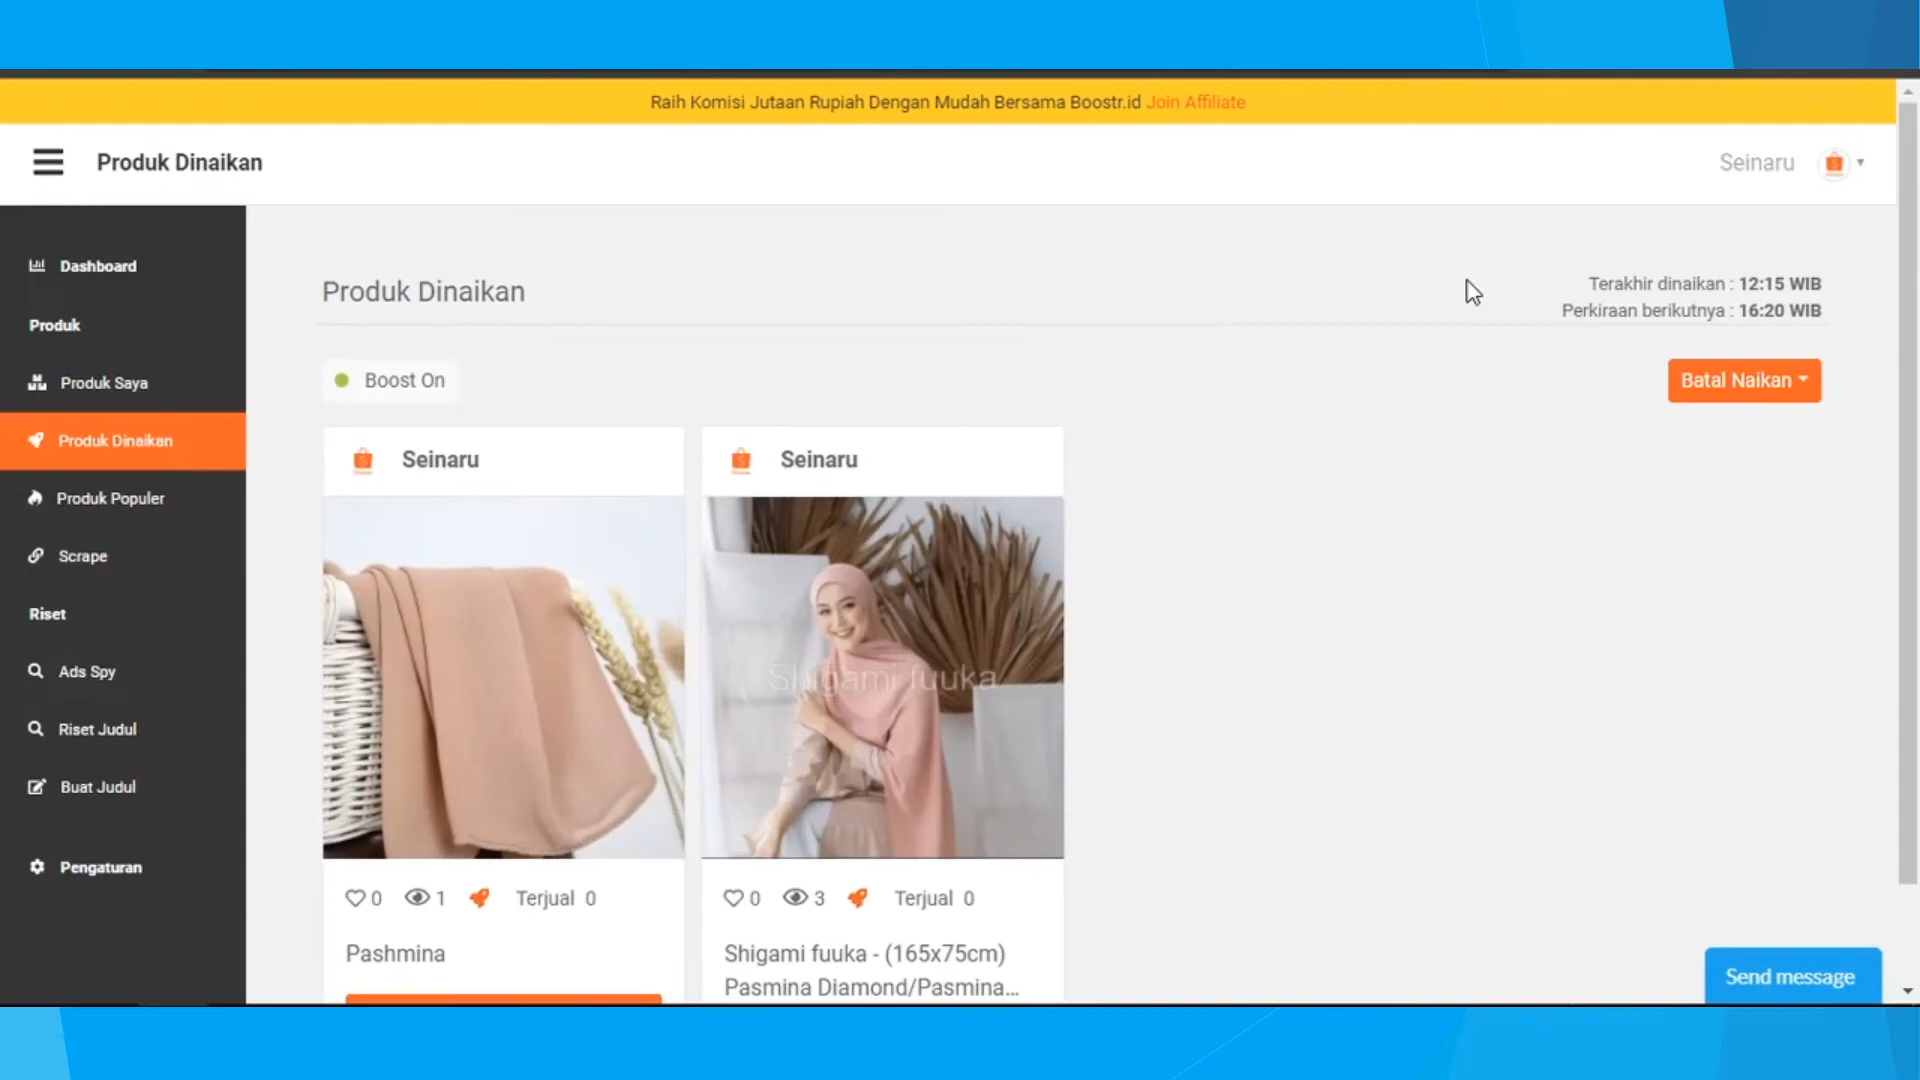 Raih Komisi Jutaan Rupiah Dengan Mudah Bersama Boostr.id Join Affiliate
Produk Dinaikan
Seinaru
Dashboard
Produk
Produk Saya
Produk Dinaikan
Produk Populer
Scrape
Riset
Ads Spy
Riset Judul
Buat Judul
Pengaturan
Produk Dinaikan
Terakhir dinaikan : 12:15 WIB
Perkiraan berikutnya : 16:20 WIB
Boost On
Batal Naikan
Seinaru
0 1 Terjual 0
Pashmina
Seinaru
Shigami fuuka
0 3 Terjual 0
Shigami fuuka - (165x75cm)
Pasmina Diamond/Pasmina...
Send message